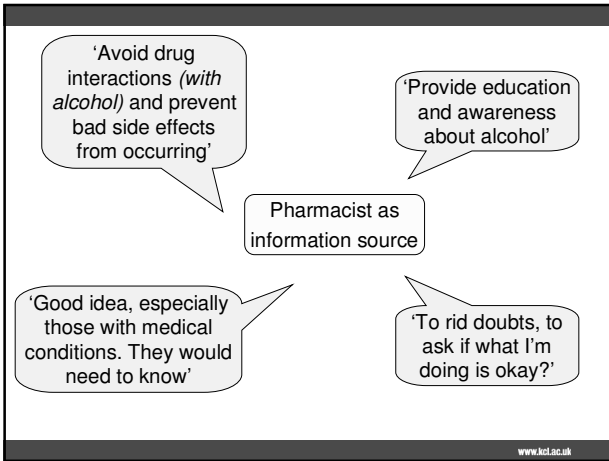 ‘Avoid drug
interactions (with
alcohol) and prevent
bad side effects
from occurring’
‘Provide education
and awareness
about alcohol’
Pharmacist as
information source
‘Good idea, especially
those with medical
conditions. They would
need to know’
‘To rid doubts, to
ask if what I’m
doing is okay?’
www.kcl.ac.uk